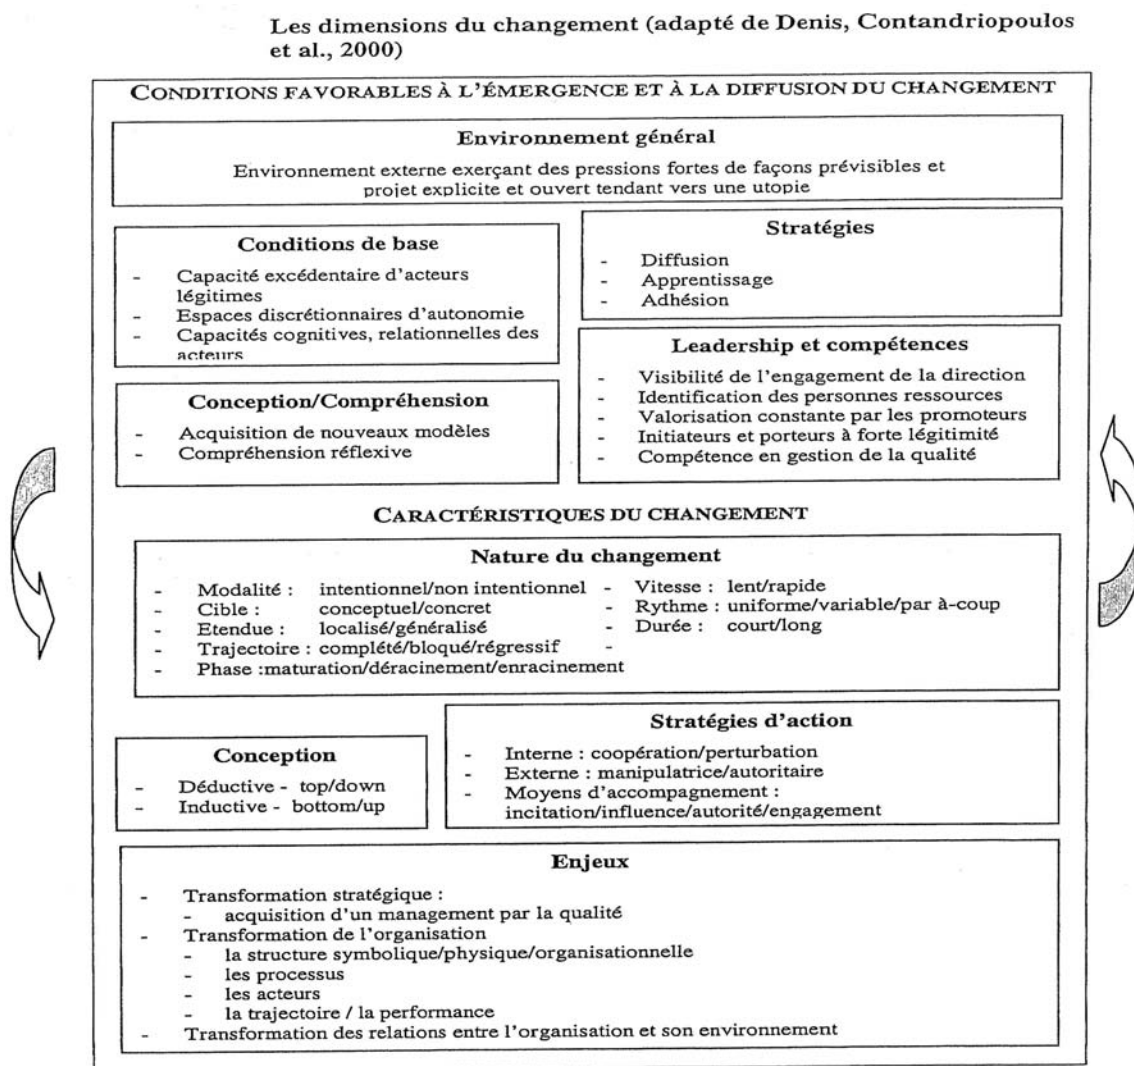 Les dimensions du changement (adapté de Denis, Contandriopoulos
et al., 2000)
CONDITIONS FAVORABLES À L'ÉMERGENCE ET À LA DIFFUSION DU CHANGEMENT
Environnement général
Environnement externe exerçant des pressions fortes de façons prévisibles et
projet explicite et ouvert tendant vers une utopie
Conditions de base
- Capacité excédentaire d'acteurs
légitimes
- Espaces discrétionnaires d'autonomie
- Capacités cognitives, relationnelles des
acteurs
Stratégies
- Diffusion
- Apprentissage
- Adhésion
Conception/Compréhension
- Acquisition de nouveaux modèles
- Compréhension réflexive
Leadership et compétences
- Visibilité de l'engagement de la direction
- Identification des personnes ressources
- Valorisation constante par les promoteurs
- Initiateurs et porteurs à forte légitimité
- Compétence en gestion de la qualité
CARACTÉRISTIQUES DU CHANGEMENT
Nature du changement
- Modalité : intentionnel/non intentionnel
- Cible : conceptuel/concret
- Etendue : localisé/généralisé
- Trajectoire : complété/bloqué/régressif
- Phase :maturation/déracinement/enracinement
- Vitesse : lent/rapide
- Rythme : uniforme/variable/par à-coup
- Durée : court/long
-
Conception
- Déductive - top/down
- Inductive - bottom/up
Stratégies d'action
- Interne : coopération/perturbation
- Externe : manipulatrice/autoritaire
- Moyens d'accompagnement :
incitation/influence/autorité/engagement
Enjeux
- Transformation stratégique :
- acquisition d'un management par la qualité
- Transformation de l'organisation
- la structure symbolique/physique/organisationnelle
- les processus
- les acteurs
- la trajectoire / la performance
- Transformation des relations entre l'organisation et son environnement